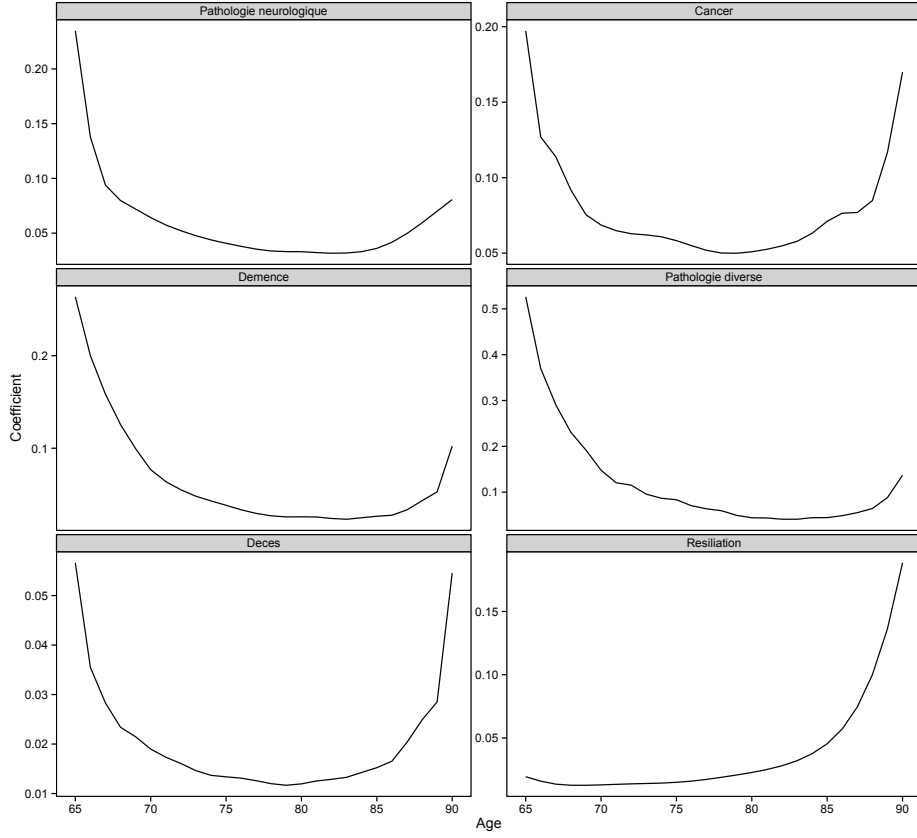 Pathologie neurologique
Cancer
0.20
0.15
0.10
0.05
0.20
0.15
0.10
0.05
Demence
Pathologie diverse
0.2
0.1
0.5
0.4
0.3
0.2
0.1
Coefficient
Deces
Resiliation
0.05
0.04
0.03
0.02
0.01
0.15
0.10
0.05
65 70 75 80 85 90
65 70 75 80 85 90
Age